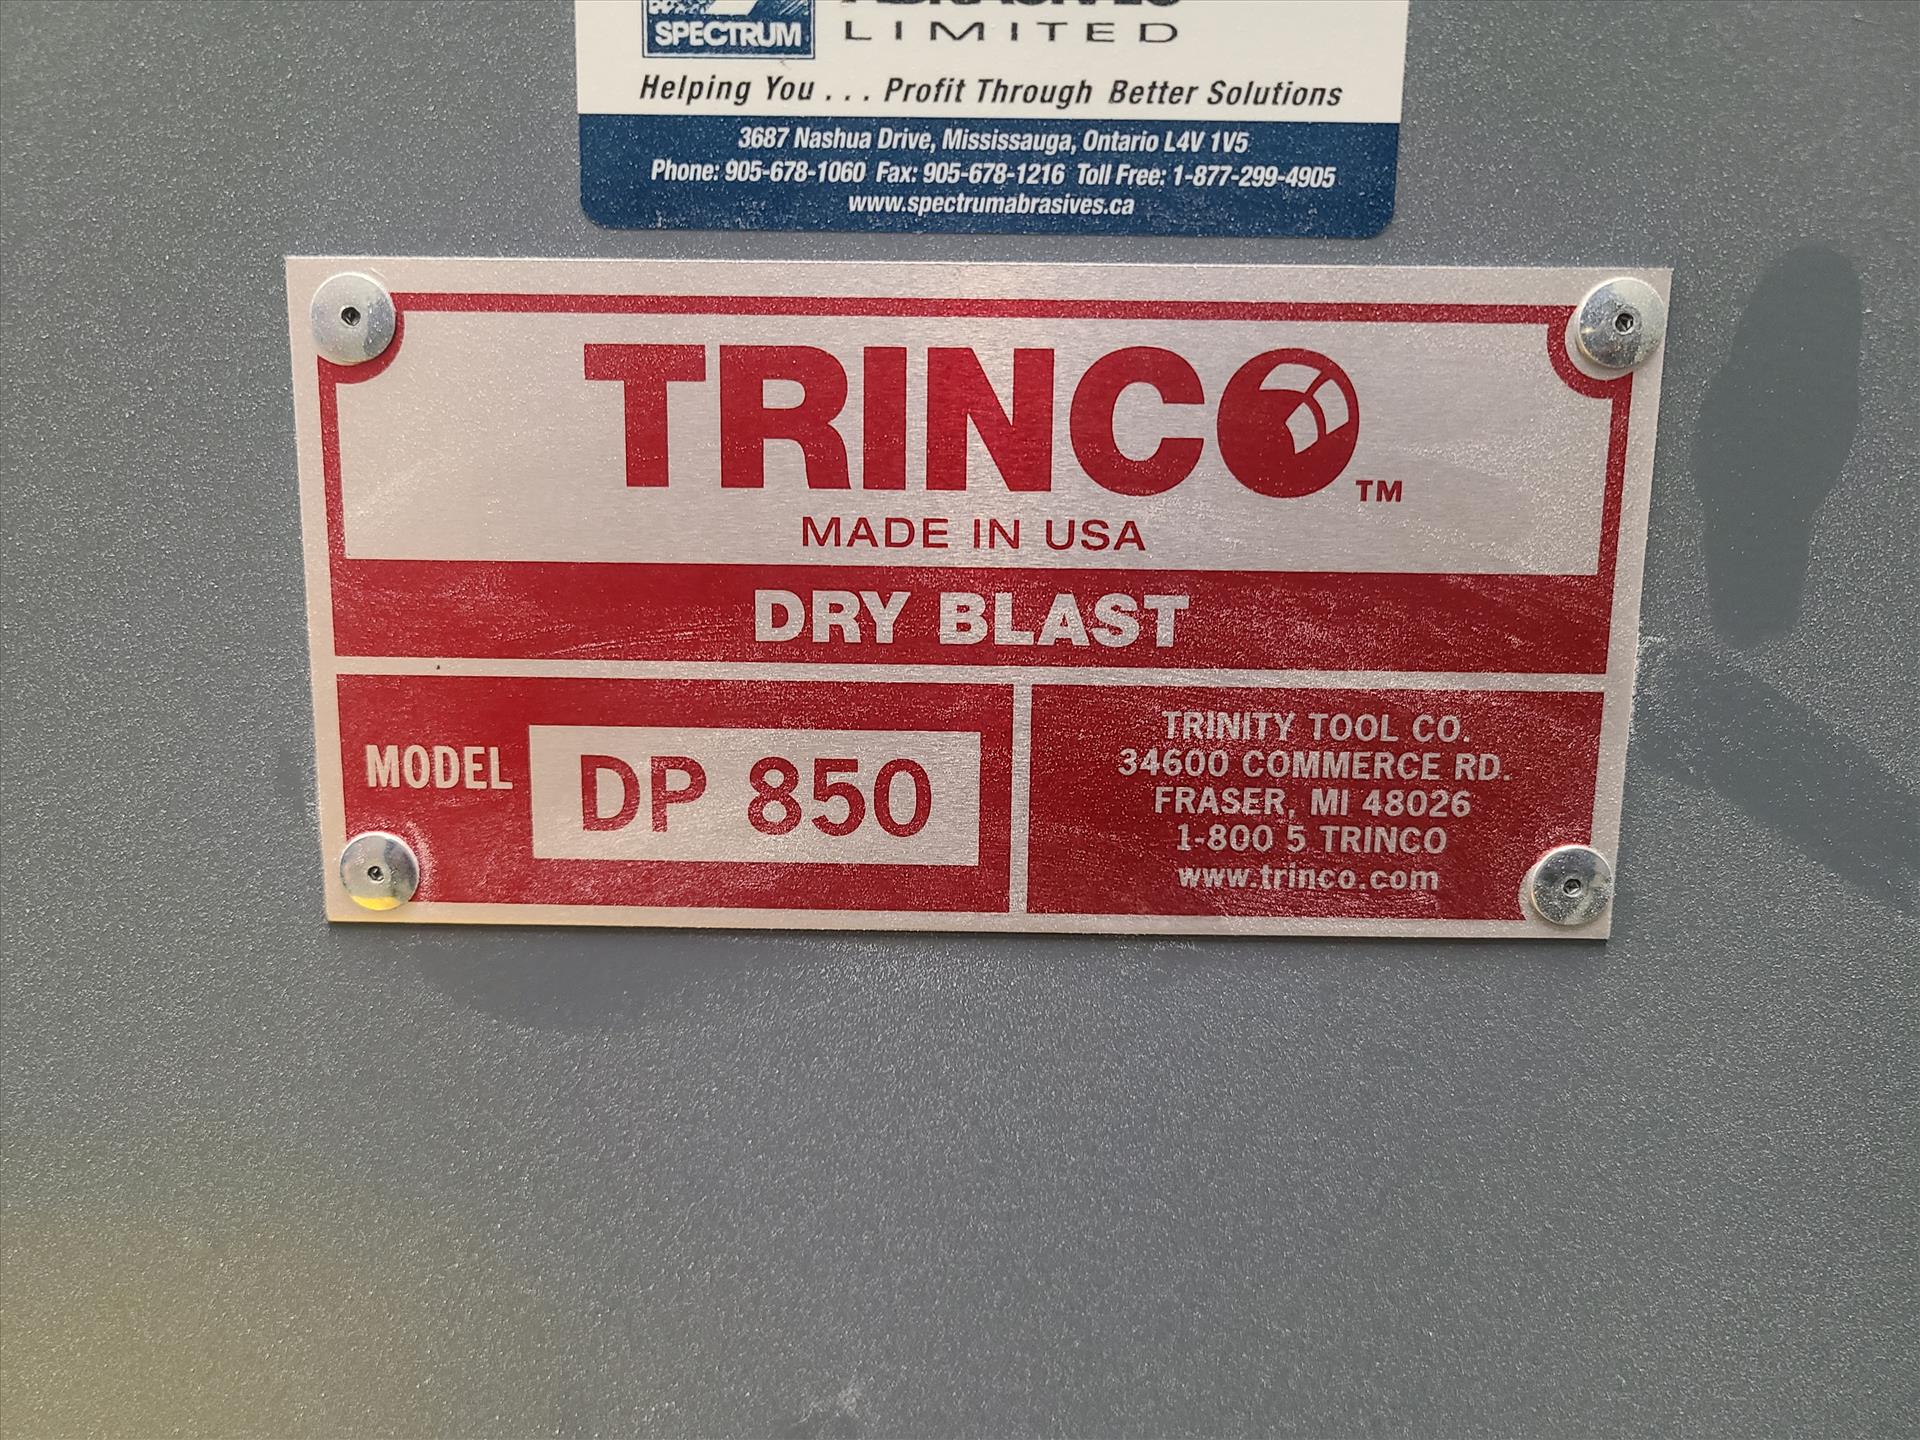 SPECTRUM
LIMITED
Helping You . . . Profit Through Better Solutions
3687 Nashua Drive, Mississauga, Ontario L4V 1V5
Phone: 905-678-1060 Fax: 905-678-1216 Toll Free: 1-877-299-4905
www.spectrumabrasives.ca
TRINCO TM
MADE IN USA
DRY BLAST
MODEL DP 850
TRINITY TOOL CO.
34600 COMMERCE RD.
FRASER, MI 48026
1-800 5 TRINCO
www.trinco.com